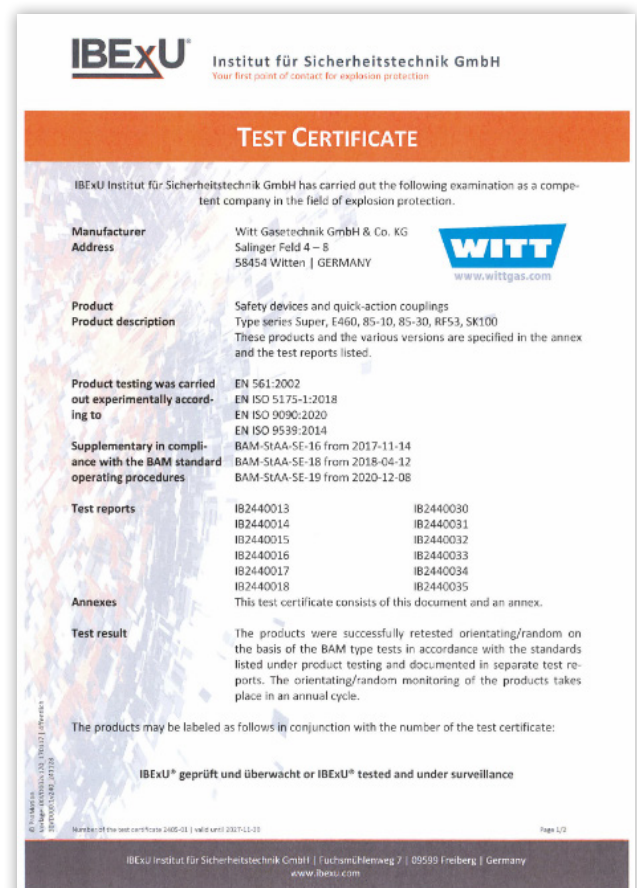 IBExU®
Institut für Sicherheitstechnik GmbH
Your first point of contact for explosion protection
TEST CERTIFICATE
IBExU Institut für Sicherheitstechnik GmbH has carried out the following examination as a compe-
tent company in the field of explosion protection.
Manufacturer Witt Gasetechnik GmbH & Co. KG
Address Salinger Feld 4 – 8
58454 Witten | GERMANY
WITT
www.wittgas.com
Product Safety devices and quick-action couplings
Product description Type series Super, E460, 85-10, 85-30, RF53, SK100
These products and the various versions are specified in the annex
and the test reports listed.
Product testing was carried EN 561:2002
out experimentally accord- EN ISO 5175-1:2018
ing to EN ISO 9090:2020
EN ISO 9539:2014
Supplementary in compli- BAM-StAA-SE-16 from 2017-11-14
ance with the BAM standard BAM-StAA-SE-18 from 2018-04-12
operating procedures BAM-StAA-SE-19 from 2020-12-08
Test reports IB2440013 IB2440030
IB2440014 IB2440031
IB2440015 IB2440032
IB2440016 IB2440033
IB2440017 IB2440034
IB2440018 IB2440035
Annexes This test certificate consists of this document and an annex.
Test result The products were successfully retested orientating/random on
the basis of the BAM type tests in accordance with the standards
listed under product testing and documented in separate test re-
ports. The orientating/random monitoring of the products takes
place in an annual cycle.
The products may be labeled as follows in conjunction with the number of the test certificate:
IBExU® geprüft und überwacht or IBExU® tested and under surveillance
Number of the test certificate 2405-01 | valid until Page 1/2
IBExU Institut für Sicherheitstechnik GmbH | Fuchsmühlenweg 7 | 09599 Freiberg | Germany
www.ibexu.com